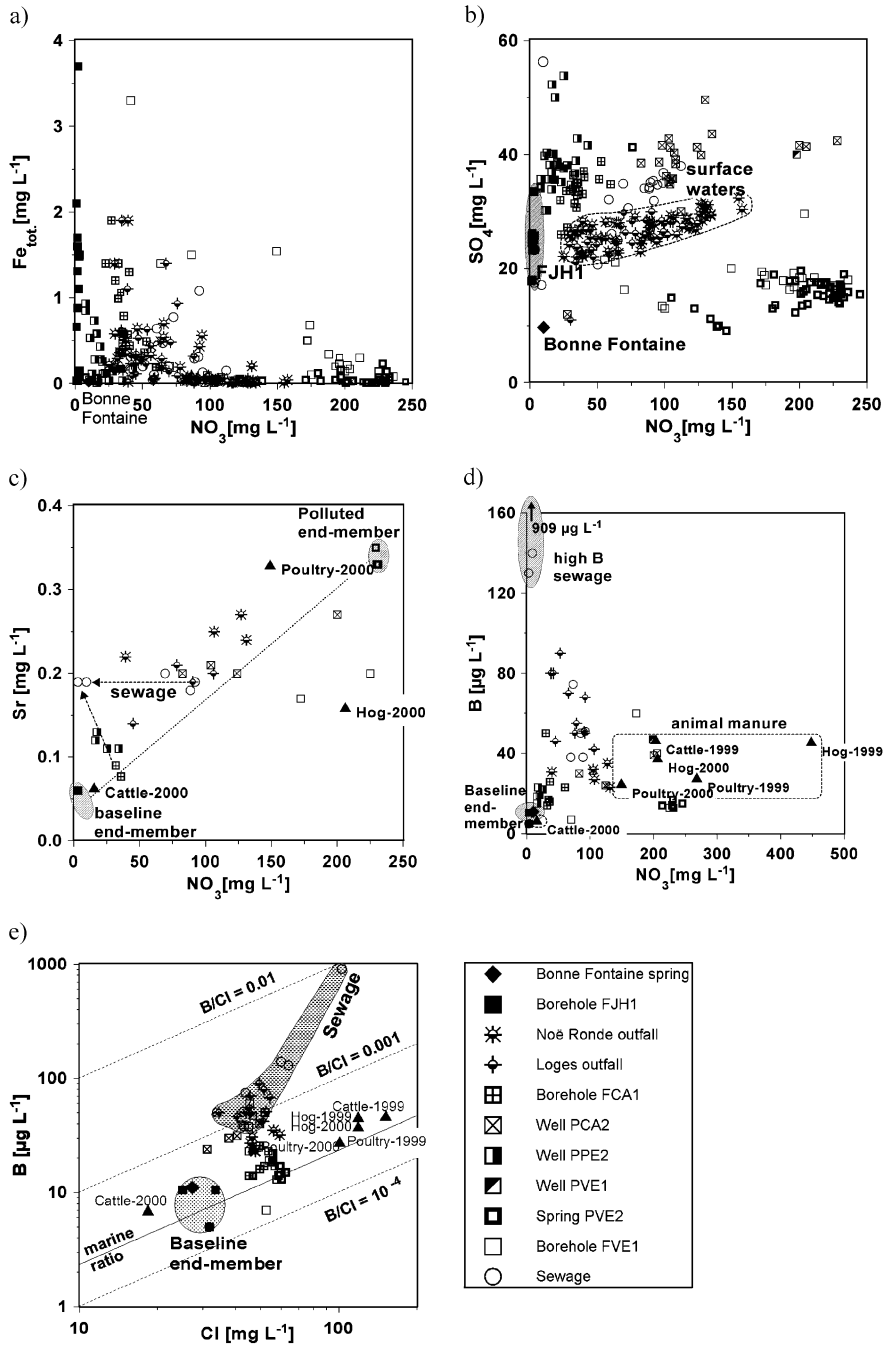 a)
4
3
2
1
0
Fe tot. [mg L-1]
Bonne
Fontaine
0
50
100
150
200
250
NO3[mg L-1]
b)
60
40
20
0
SO4[mg L-1]
surface
waters
FJH1
Bonne Fontaine
0
50
100
150
200
250
NO3[mg L-1]
c)
0.4
0.3
0.2
0.1
0.0
Sr [mg L-1]
Polluted
end-member
Poultry-2000
sewage
Hog-2000
Cattle-2000
baseline
end-member
0
50
100
150
200
250
NO3[mg L-1]
d)
160
120
80
40
0
B [µg L-1]
909 µg L-1
high B
sewage
animal manure
Cattle-1999
Hog-2000
Hog-1999
Poultry-2000
Poultry-1999
Baseline
end-
member
Cattle-2000
0
100
200
300
400
500
NO3[mg L-1]
e)
1000
100
10
1
B [µg L-1]
B/Cl = 0.01
Sewage
B/Cl = 0.001
Cattle-1999
Hog-1999
Hog-2000
Poultry-2000
Poultry-1999
Cattle-2000
B/Cl = 10-4
marine
ratio
Baseline
end-member
10
100
Cl [mg L-1]
Bonne Fontaine spring
Borehole FJH1
Noë Ronde outfall
Loges outfall
Borehole FCA1
Well PCA2
Well PPE2
Well PVE1
Spring PVE2
Borehole FVE1
Sewage